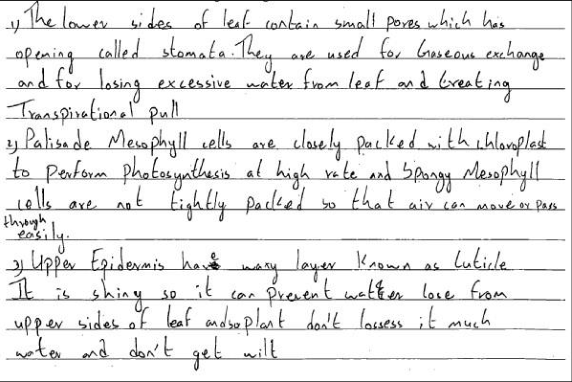 1) The lower sides of leaf contain small pores which has
opening called stomata. They are used for Gaseous exchange
and for losing excessive water from leaf and Creating
Transpirational pull
2) Palisade Mesophyll cells are closely packed with chloroplast
to perform photosynthesis at high rate and Spongy Mesophyll
cells are not tightly packed so that air can move or pass
through
easily.
3) Upper Epidermis have waxy layer known as Cuticle
It is shiny so it can prevent water lose from
upper sides of leaf and so plant don't lossess it much
water and don't get wilt